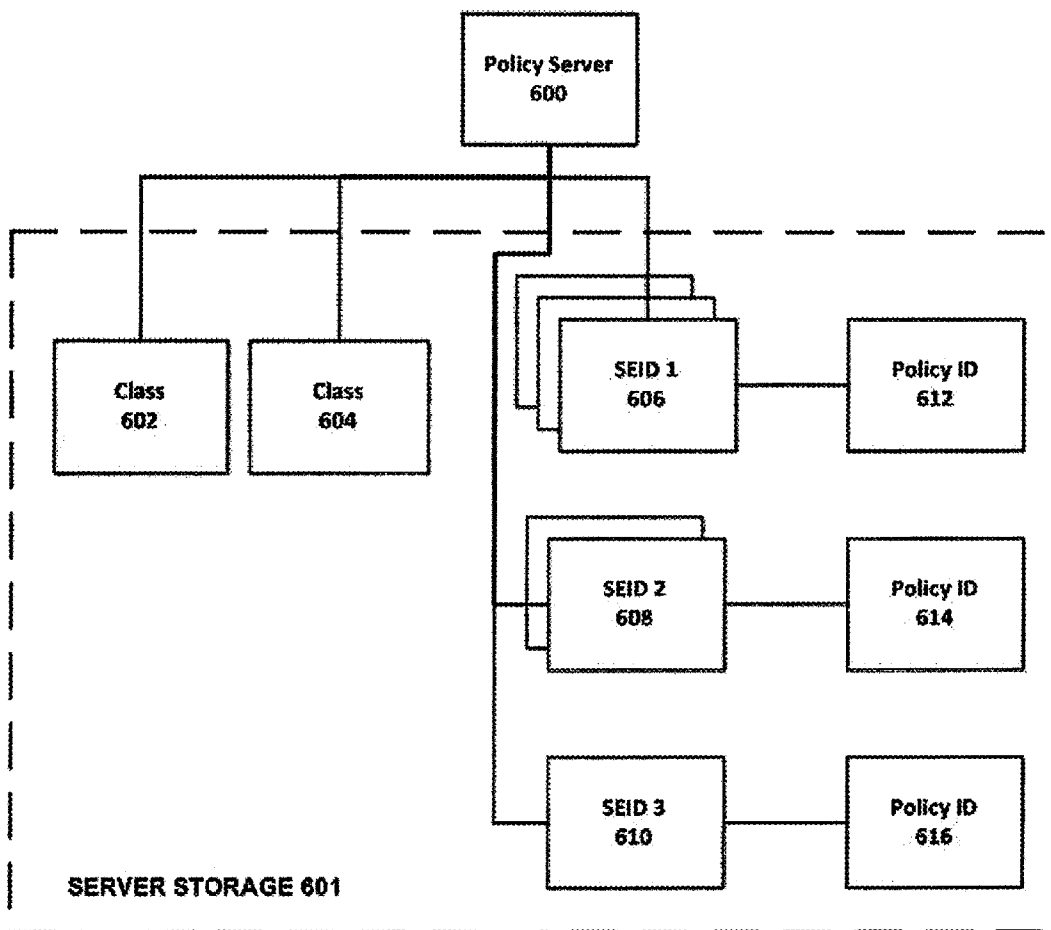 Policy Server
600
Class
602
Class
604
SEID 1
606
Policy ID
612
SEID 2
608
Policy ID
614
SEID 3
610
Policy ID
616
SERVER STORAGE 601